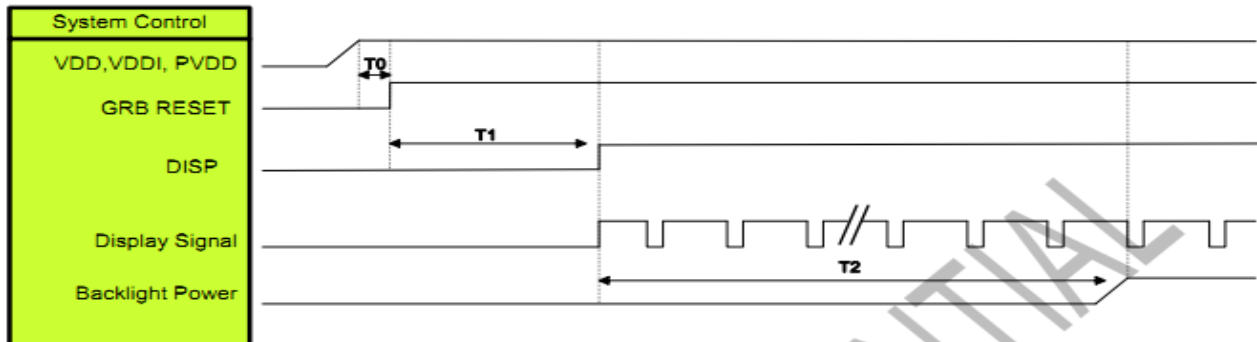 System Control
VDD,VDDI, PVDD
T0
GRB RESET
T1
DISP
Display Signal
T2
Backlight Power